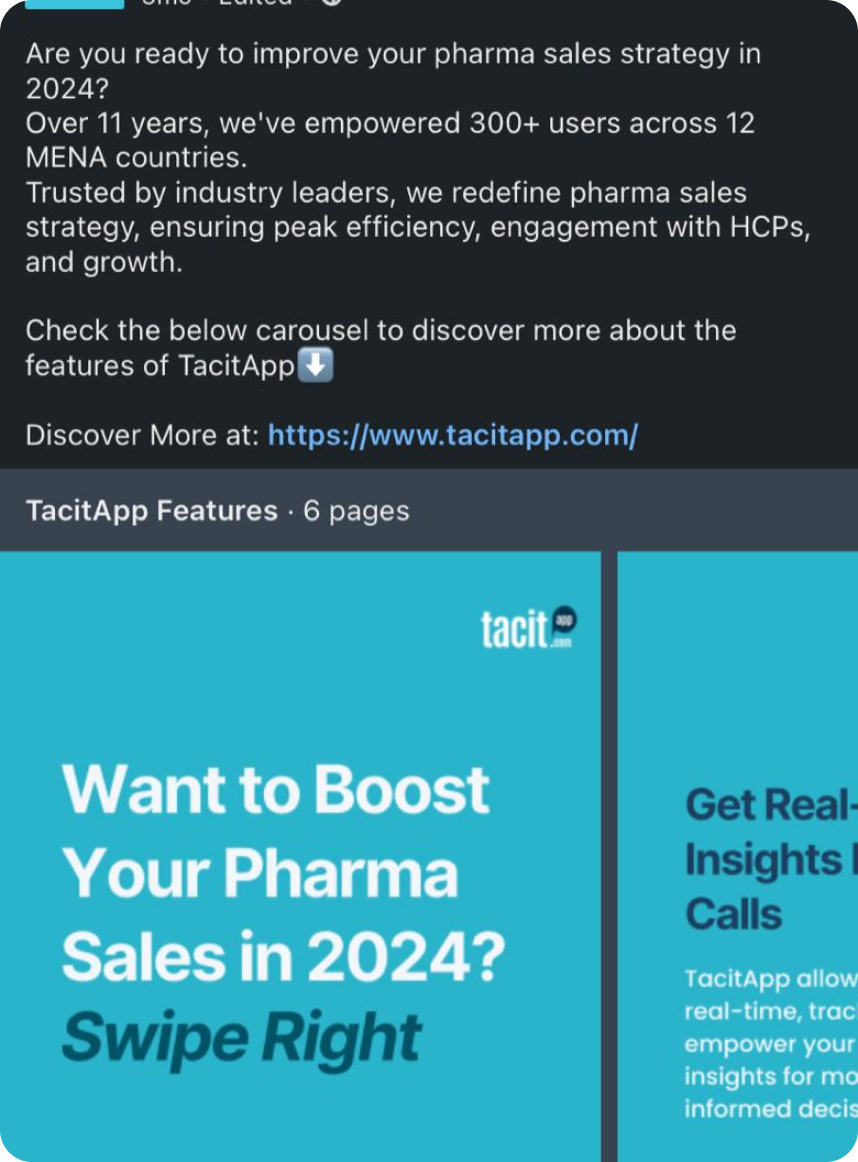 Are you ready to improve your pharma sales strategy in
2024?
Over 11 years, we've empowered 300+ users across 12
MENA countries.
Trusted by industry leaders, we redefine pharma sales
strategy, ensuring peak efficiency, engagement with HCPs,
and growth.
Check the below carousel to discover more about the
features of TacitApp⬇️
Discover More at: https://www.tacitapp.com/
TacitApp Features · 6 pages
tacit app .com
Want to Boost
Your Pharma
Sales in 2024?
Swipe Right
Get Real-
Insights
Calls
TacitApp allow
real-time, trac
empower your
insights for mo
informed decis